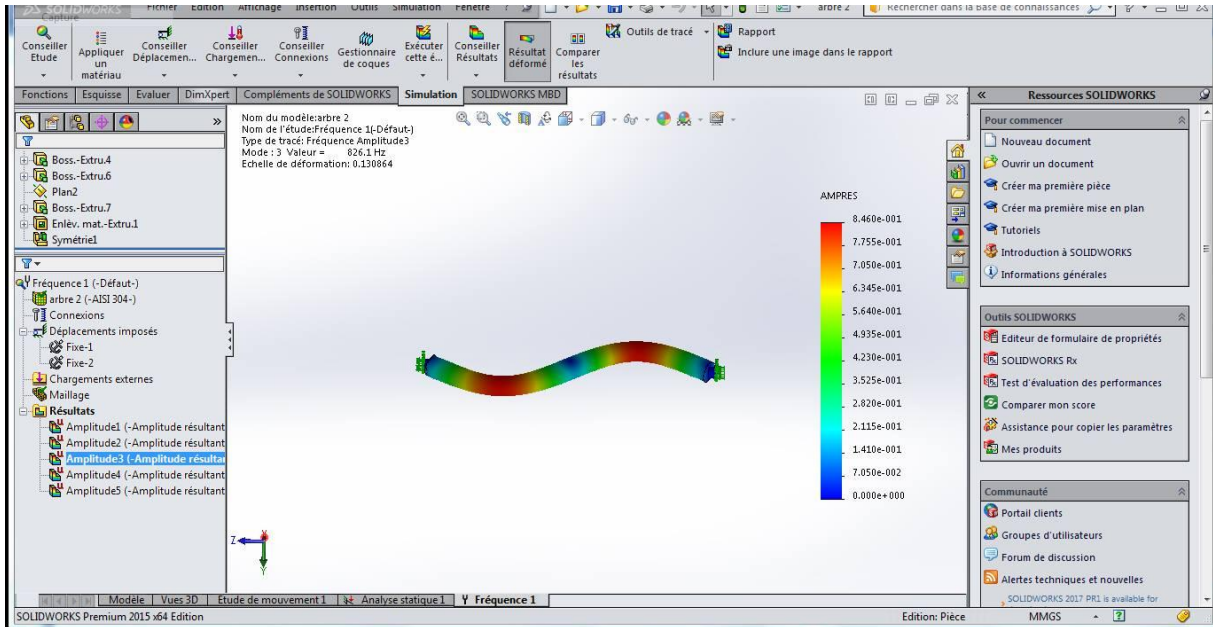 SOLIDWORKS Fichier Edition Affichage Insertion Outils Simulation Fenêtre ? arbre 2 Rechercher dans la base de connaissances
Capture
Conseiller Etude
Appliquer un matériau
Conseiller Déplacemen...
Conseiller Chargemen...
Conseiller Connexions
Gestionnaire de coques
Exécuter cette é...
Conseiller Résultats
Résultat déformé
Comparer les résultats
Outils de tracé
Rapport
Inclure une image dans le rapport
Fonctions Esquisse Evaluer DimXpert Compléments de SOLIDWORKS Simulation SOLIDWORKS MBD
Boss.-Extru.4
Boss.-Extru.6
Plan2
Boss.-Extru.7
Enlèv. mat.-Extru.1
Symétrie1
Fréquence 1 (-Défaut-)
arbre 2 (-AISI 304-)
Connexions
Déplacements imposés
Fixe-1
Fixe-2
Chargements externes
Maillage
Résultats
Amplitude1 (-Amplitude résultant
Amplitude2 (-Amplitude résultant
Amplitude3 (-Amplitude résultan
Amplitude4 (-Amplitude résultant
Amplitude5 (-Amplitude résultant
Nom du modèle:arbre 2
Nom de l'étude:Fréquence 1(-Défaut-)
Type de tracé: Fréquence Amplitude3
Mode : 3 Valeur = 826.1 Hz
Echelle de déformation: 0.130864
AMPRES
8.460e-001
7.755e-001
7.050e-001
6.345e-001
5.640e-001
4.935e-001
4.230e-001
3.525e-001
2.820e-001
2.115e-001
1.410e-001
7.050e-002
0.000e+000
Z
Y
« Ressources SOLIDWORKS
Pour commencer
Nouveau document
Ouvrir un document
Créer ma première pièce
Créer ma première mise en plan
Tutoriels
Introduction à SOLIDWORKS
Informations générales
Outils SOLIDWORKS
Editeur de formulaire de propriétés
SOLIDWORKS Rx
Test d'évaluation des performances
Comparer mon score
Assistance pour copier les paramètres
Mes produits
Communauté
Portail clients
Groupes d'utilisateurs
Forum de discussion
Alertes techniques et nouvelles
SOLIDWORKS 2017 PR1 is available for
Modèle Vues 3D Etude de mouvement 1 Analyse statique 1 Fréquence 1
SOLIDWORKS Premium 2015 x64 Edition Edition: Pièce MMGS